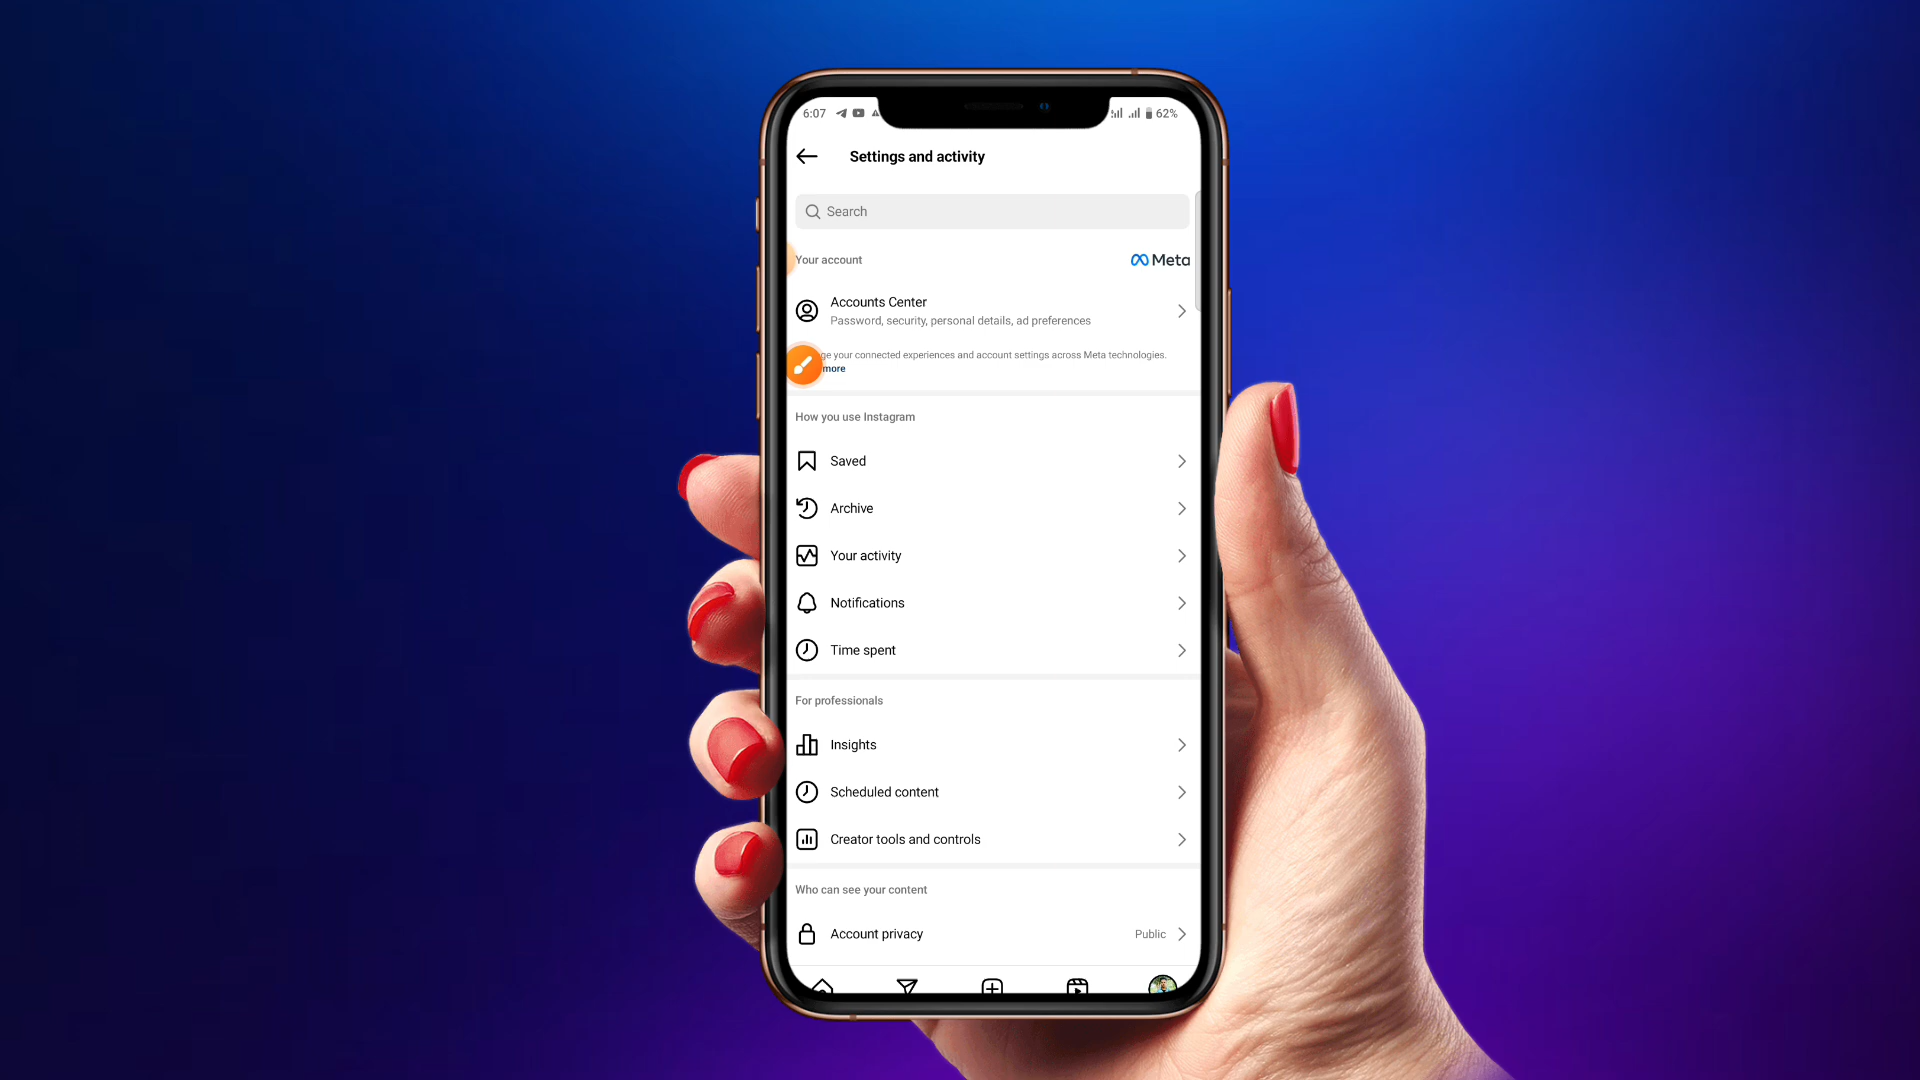 6:07 62%
Settings and activity
Search
Your account Meta
Accounts Center
Password, security, personal details, ad preferences
your connected experiences and account settings across Meta technologies.
more
How you use Instagram
Saved
Archive
Your activity
Notifications
Time spent
For professionals
Insights
Scheduled content
Creator tools and controls
Who can see your content
Account privacy Public